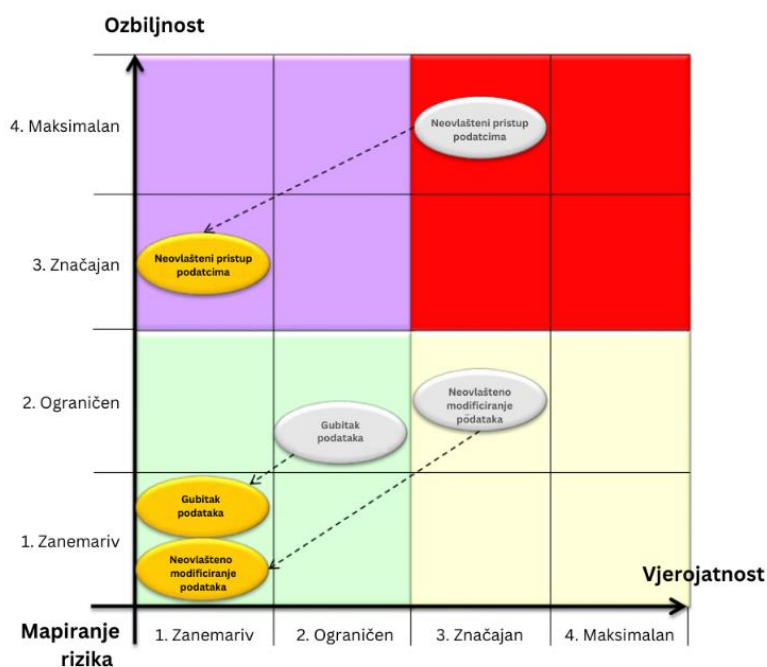 Ozbiljnost
4. Maksimalan
Neovlašteni pristup
podatcima
3. Značajan
Neovlašteni pristup
podatcima
2. Ograničen
Neovlašteno
modificiranje
pödataka
Gubitak
podataka
1. Zanemariv
Gubitak
podataka
Neovlašteno
modificiranje
podataka
Vjerojatnost
Mapiranje
rizika
1. Zanemariv
2. Ograničen
3. Značajan
4. Maksimalan